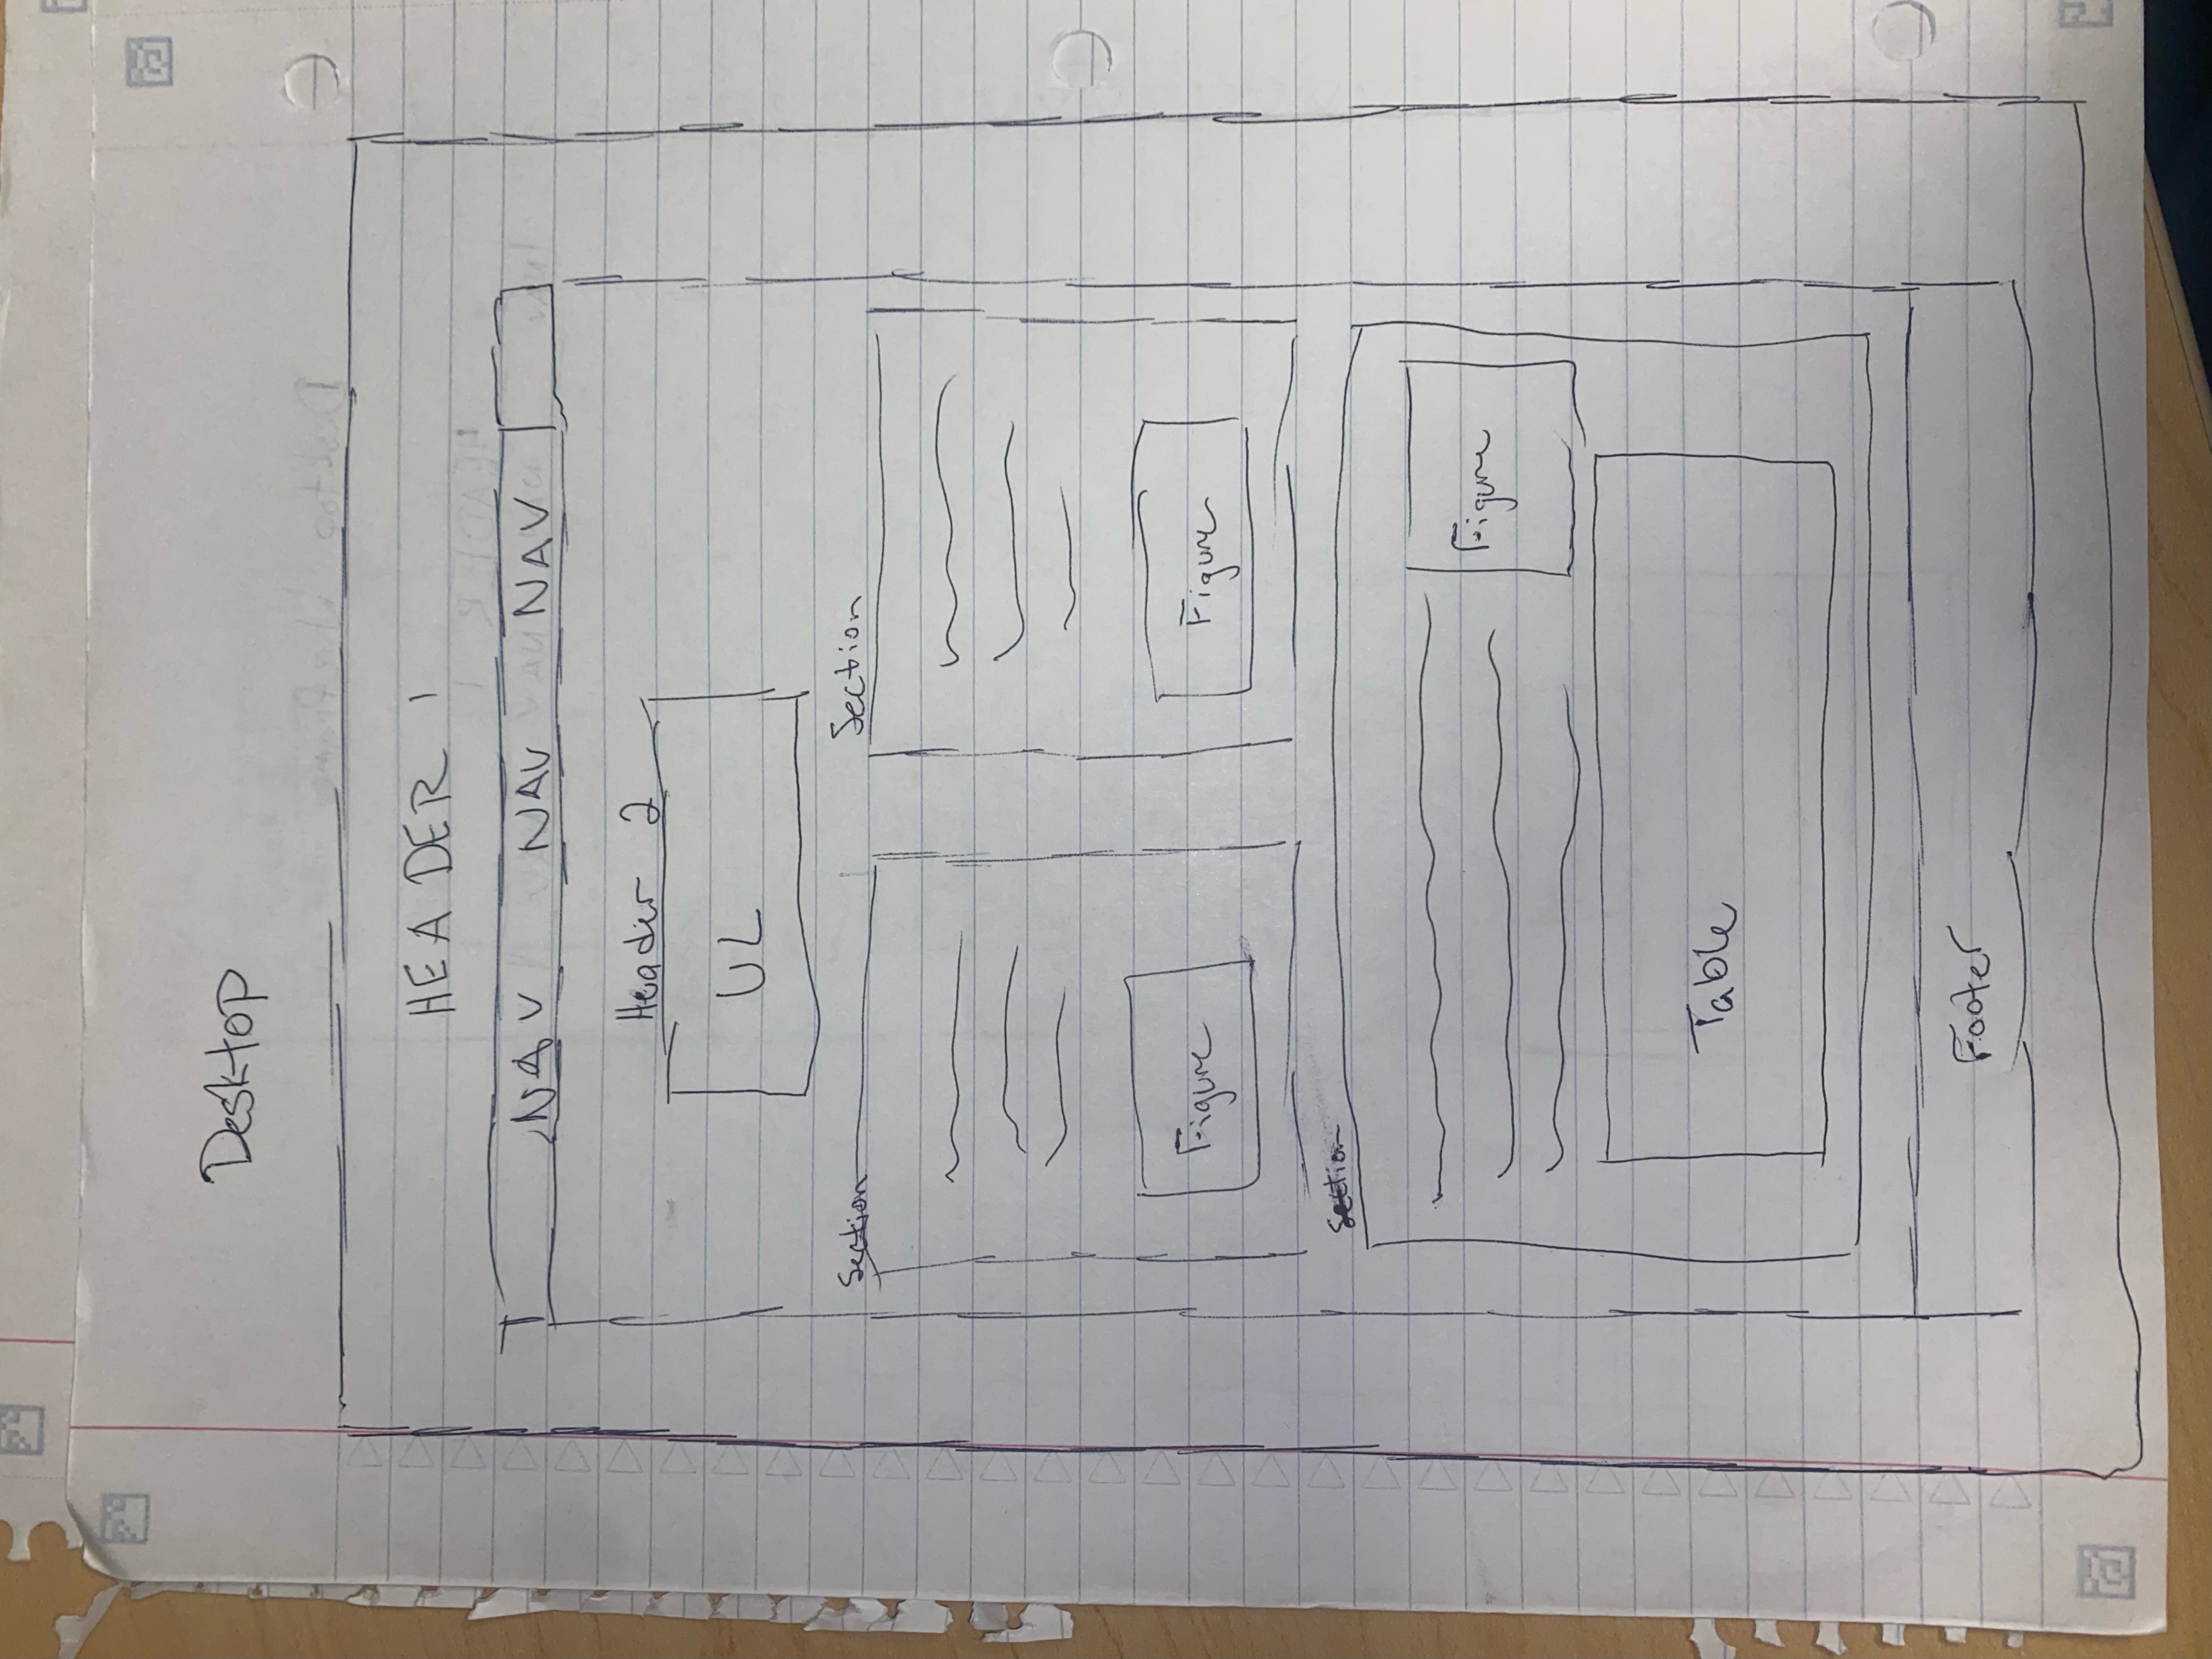 Desktop
HEADER 1
NAV NAV NAV
Header 2
UL
Section Section
Figure Figure
Section
Figure
Table
Footer